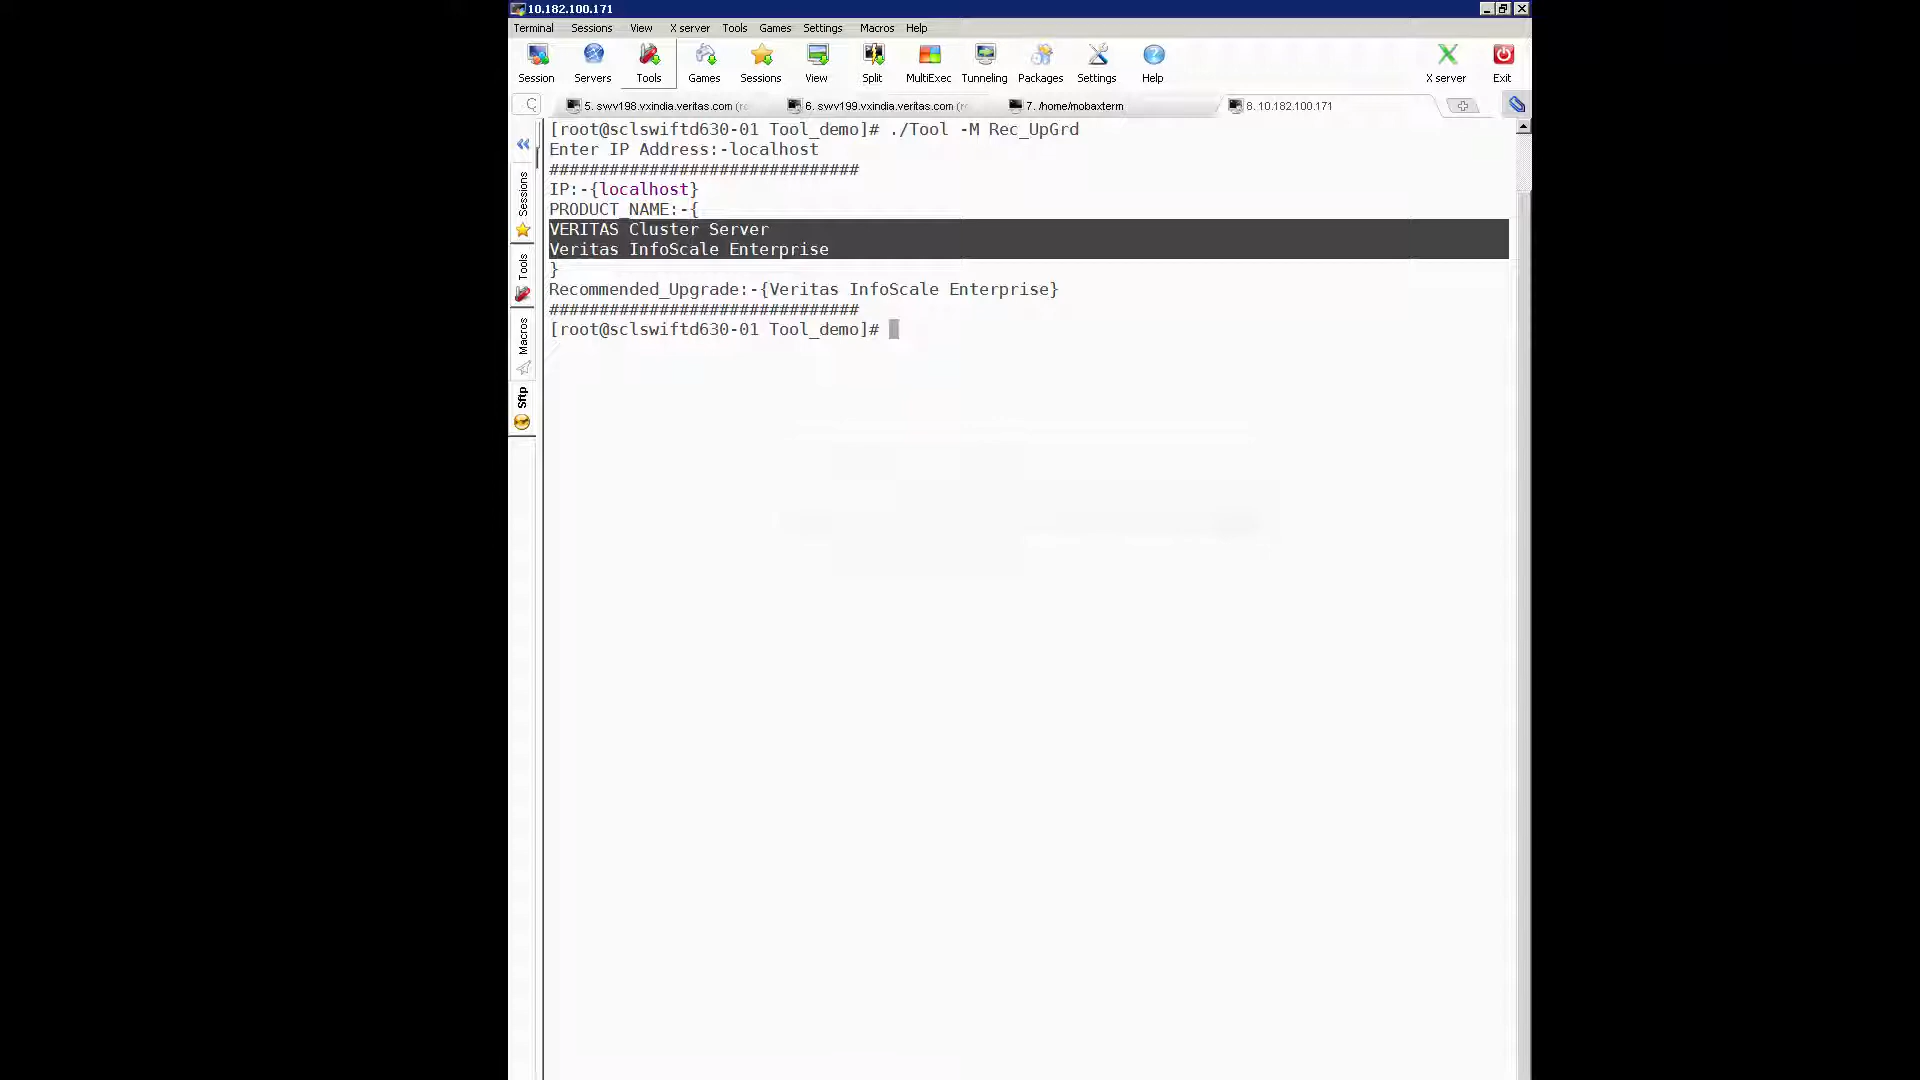 10.182.100.171
Terminal Sessions View X server Tools Games Settings Macros Help
Session Servers Tools Games Sessions View Split MultiExec Tunneling Packages Settings Help X server Exit
5. swv198.vxindia.veritas.com (rc 6. swv199.vxindia.veritas.com (rc 7. /home/mobaxterm 8. 10.182.100.171
[root@sclswiftd630-01 Tool_demo]# ./Tool -M Rec_UpGrd
Enter IP Address:-localhost
###############################
IP:-{localhost}
PRODUCT_NAME:-{
VERITAS Cluster Server
Veritas InfoScale Enterprise
}
Recommended_Upgrade:-{Veritas InfoScale Enterprise}
###############################
[root@sclswiftd630-01 Tool_demo]#
Sessions
Tools
Macros
Sftp